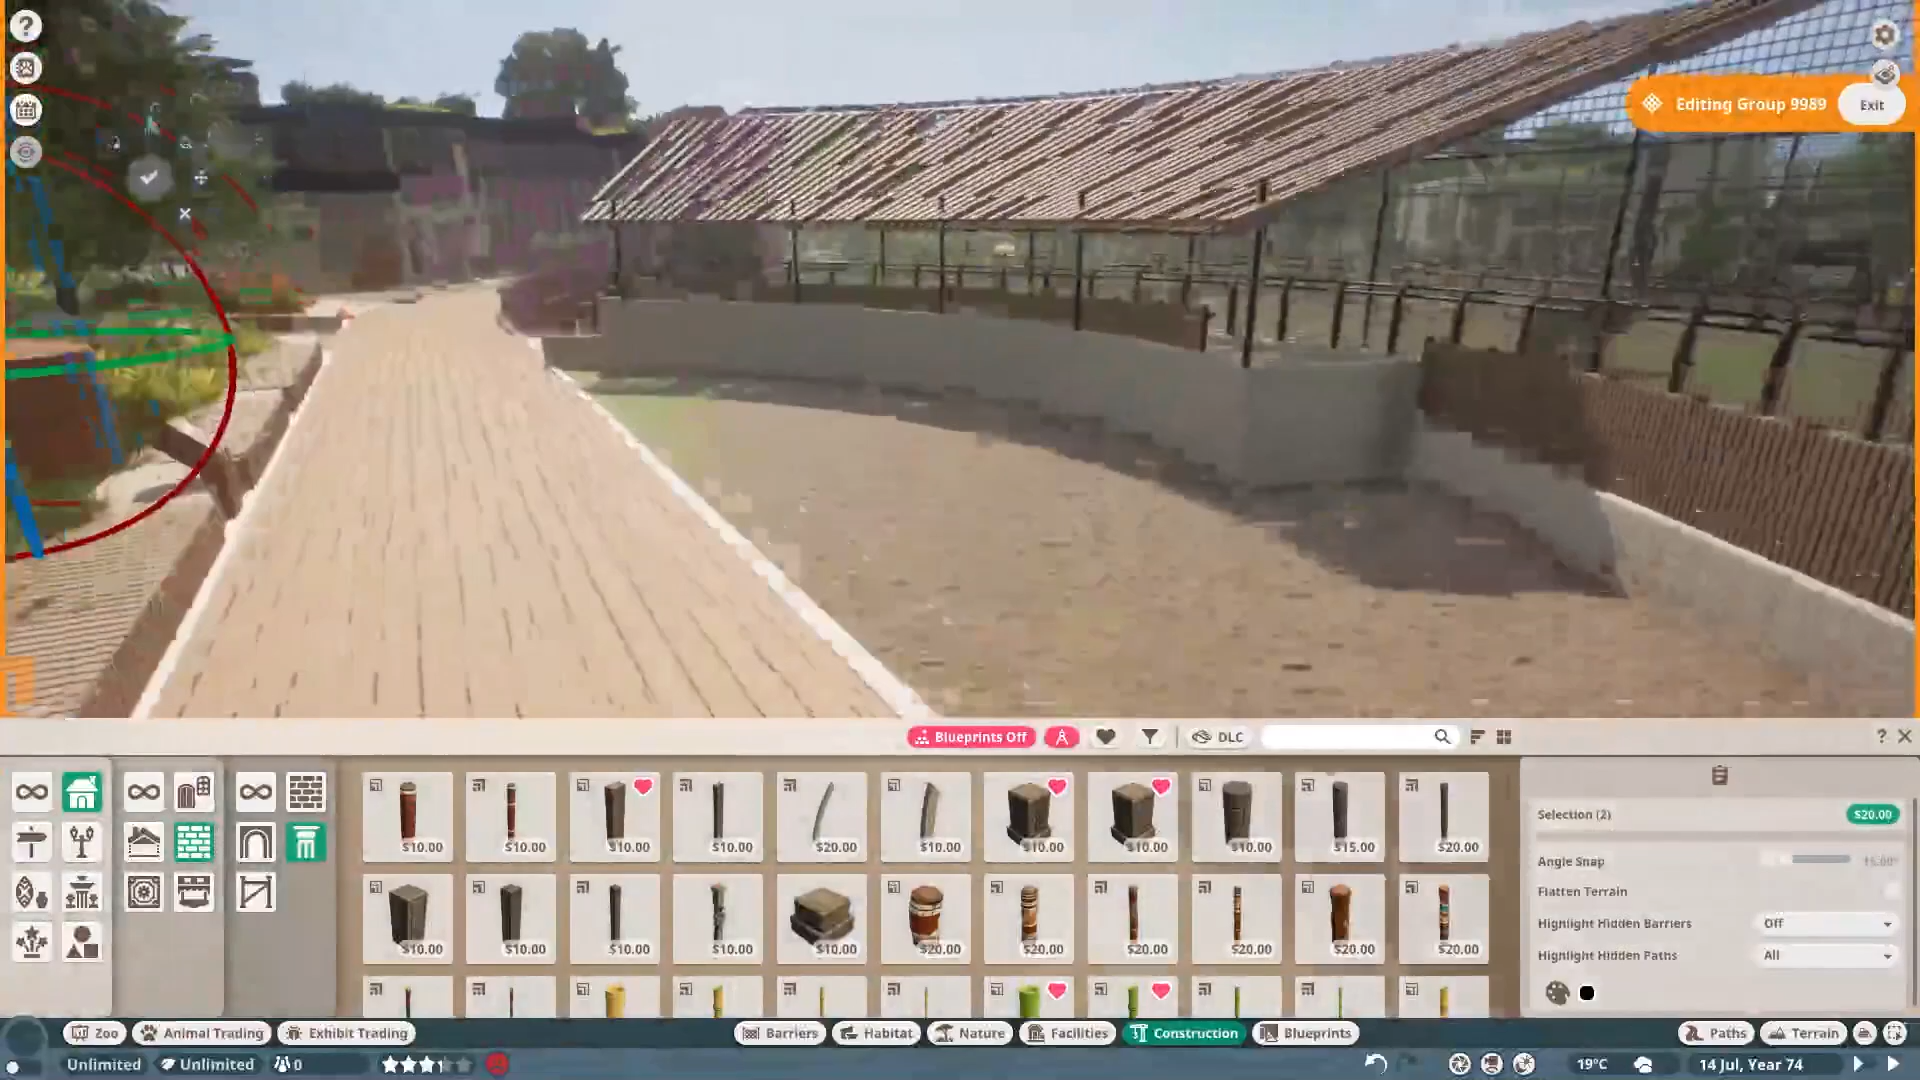 ?
Editing Group 9989
Exit
Blueprints Off
DLC
?
$10.00 $10.00 $10.00 $10.00 $20.00 $10.00 $10.00 $10.00 $10.00 $15.00 $20.00
$10.00 $10.00 $10.00 $10.00 $10.00 $20.00 $20.00 $20.00 $20.00 $20.00 $20.00
Selection (2) $20.00
Angle Snap 15.00°
Flatten Terrain
Highlight Hidden Barriers Off
Highlight Hidden Paths All
Zoo Animal Trading Exhibit Trading Barriers Habitat Nature Facilities Construction Blueprints Paths Terrain
Unlimited Unlimited 0 19°C 14 Jul, Year 74